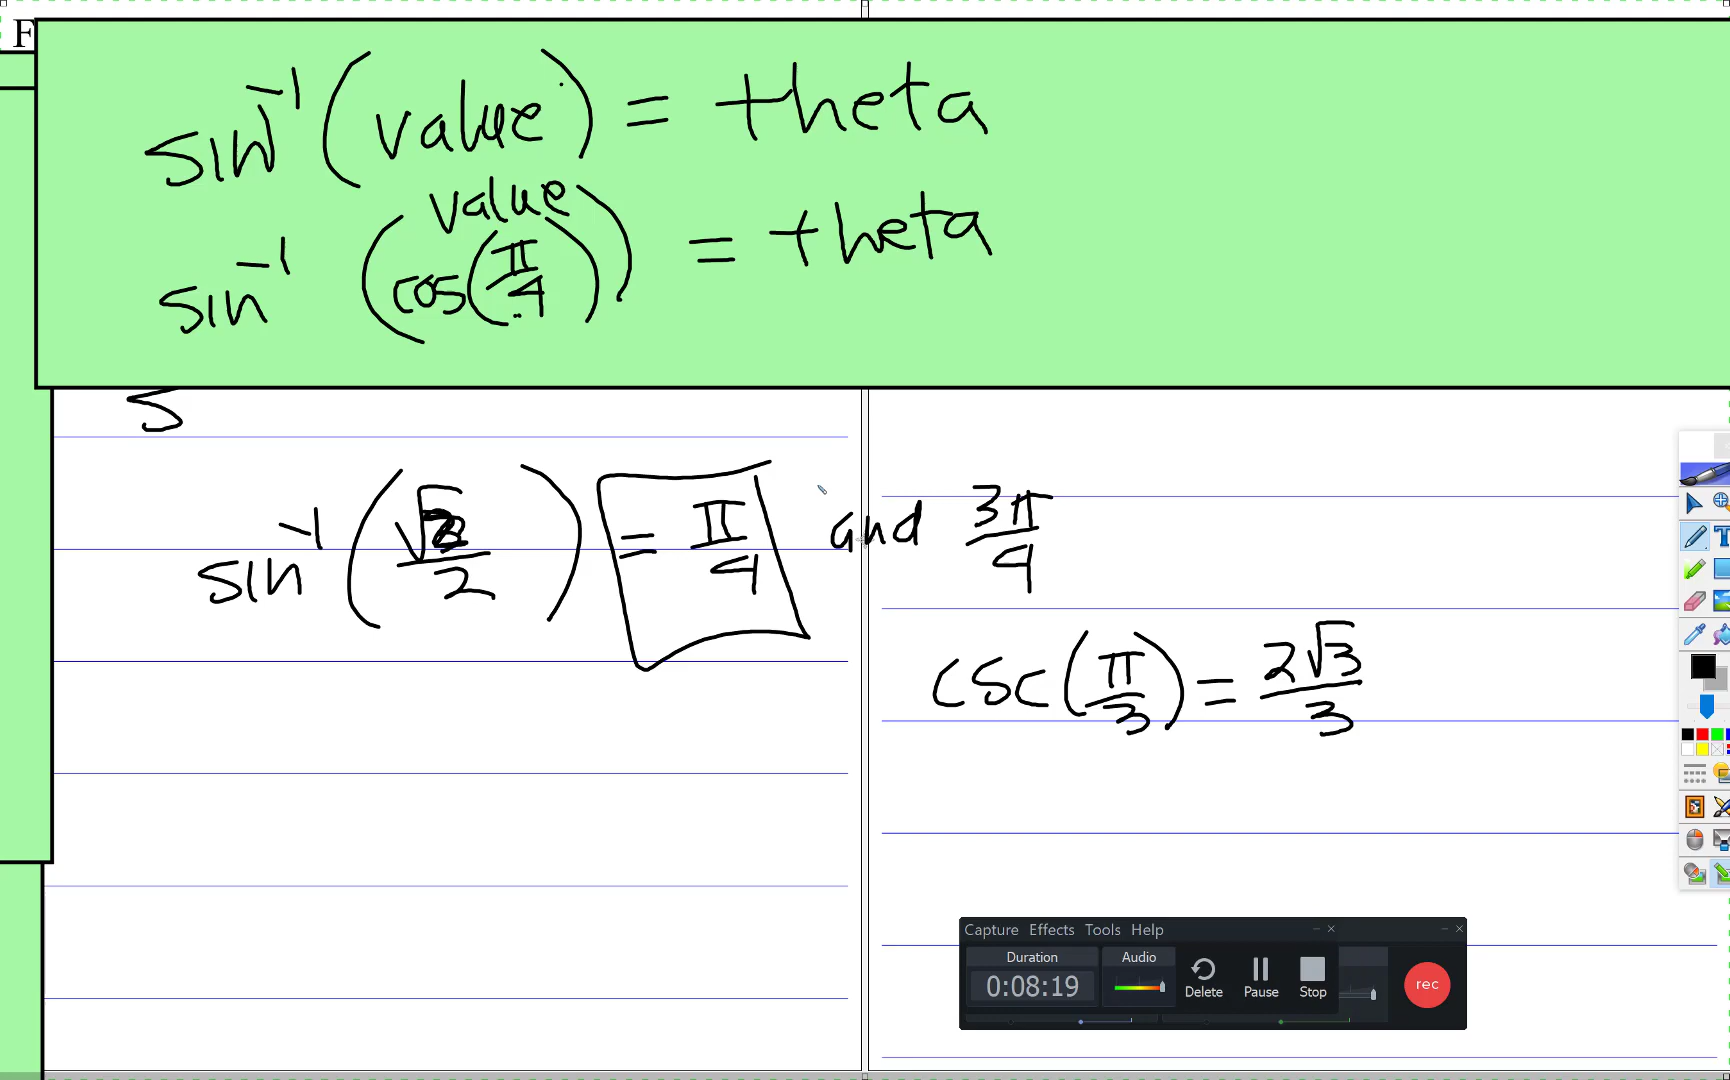 F
sin⁻¹ (value) = theta
value
sin⁻¹ (cos(π/4)) = theta
S
sin⁻¹ (√2/2) = π/4 and 3π/4
csc(π/3) = 2√3/3
Capture Effects Tools Help
Duration Audio
0:08:19 Delete Pause Stop rec